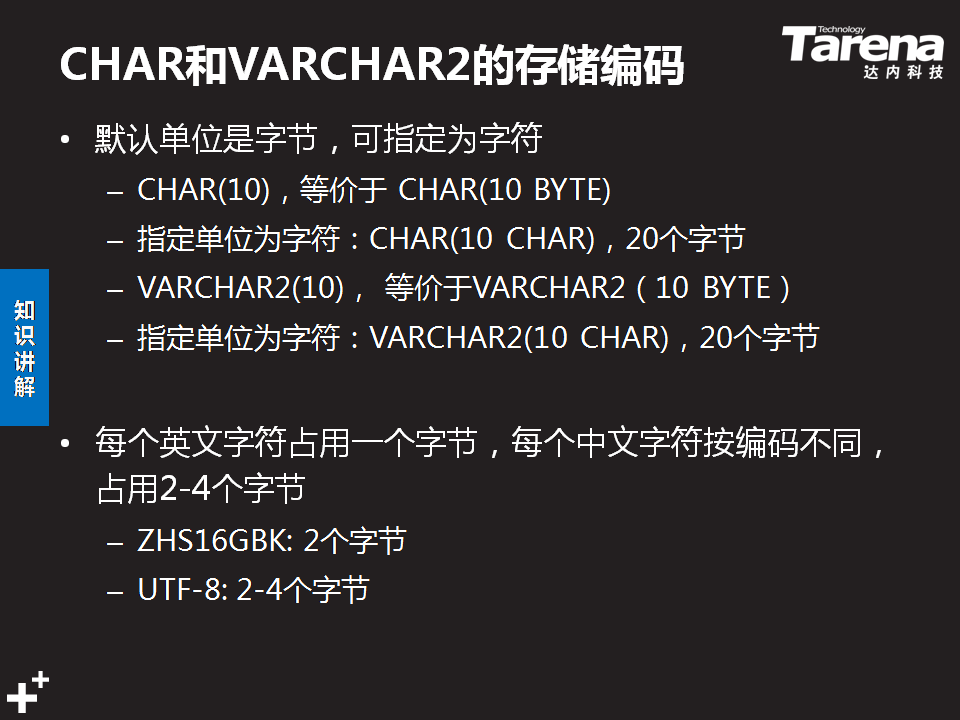 CHAR和VARCHAR2的存储编码
Technology
Tarena
达内科技
• 默认单位是字节，可指定为字符
– CHAR(10)，等价于 CHAR(10 BYTE)
– 指定单位为字符：CHAR(10 CHAR)，20个字节
– VARCHAR2(10)， 等价于VARCHAR2（10 BYTE）
– 指定单位为字符：VARCHAR2(10 CHAR)，20个字节
知识讲解
• 每个英文字符占用一个字节，每个中文字符按编码不同，
占用2-4个字节
– ZHS16GBK: 2个字节
– UTF-8: 2-4个字节